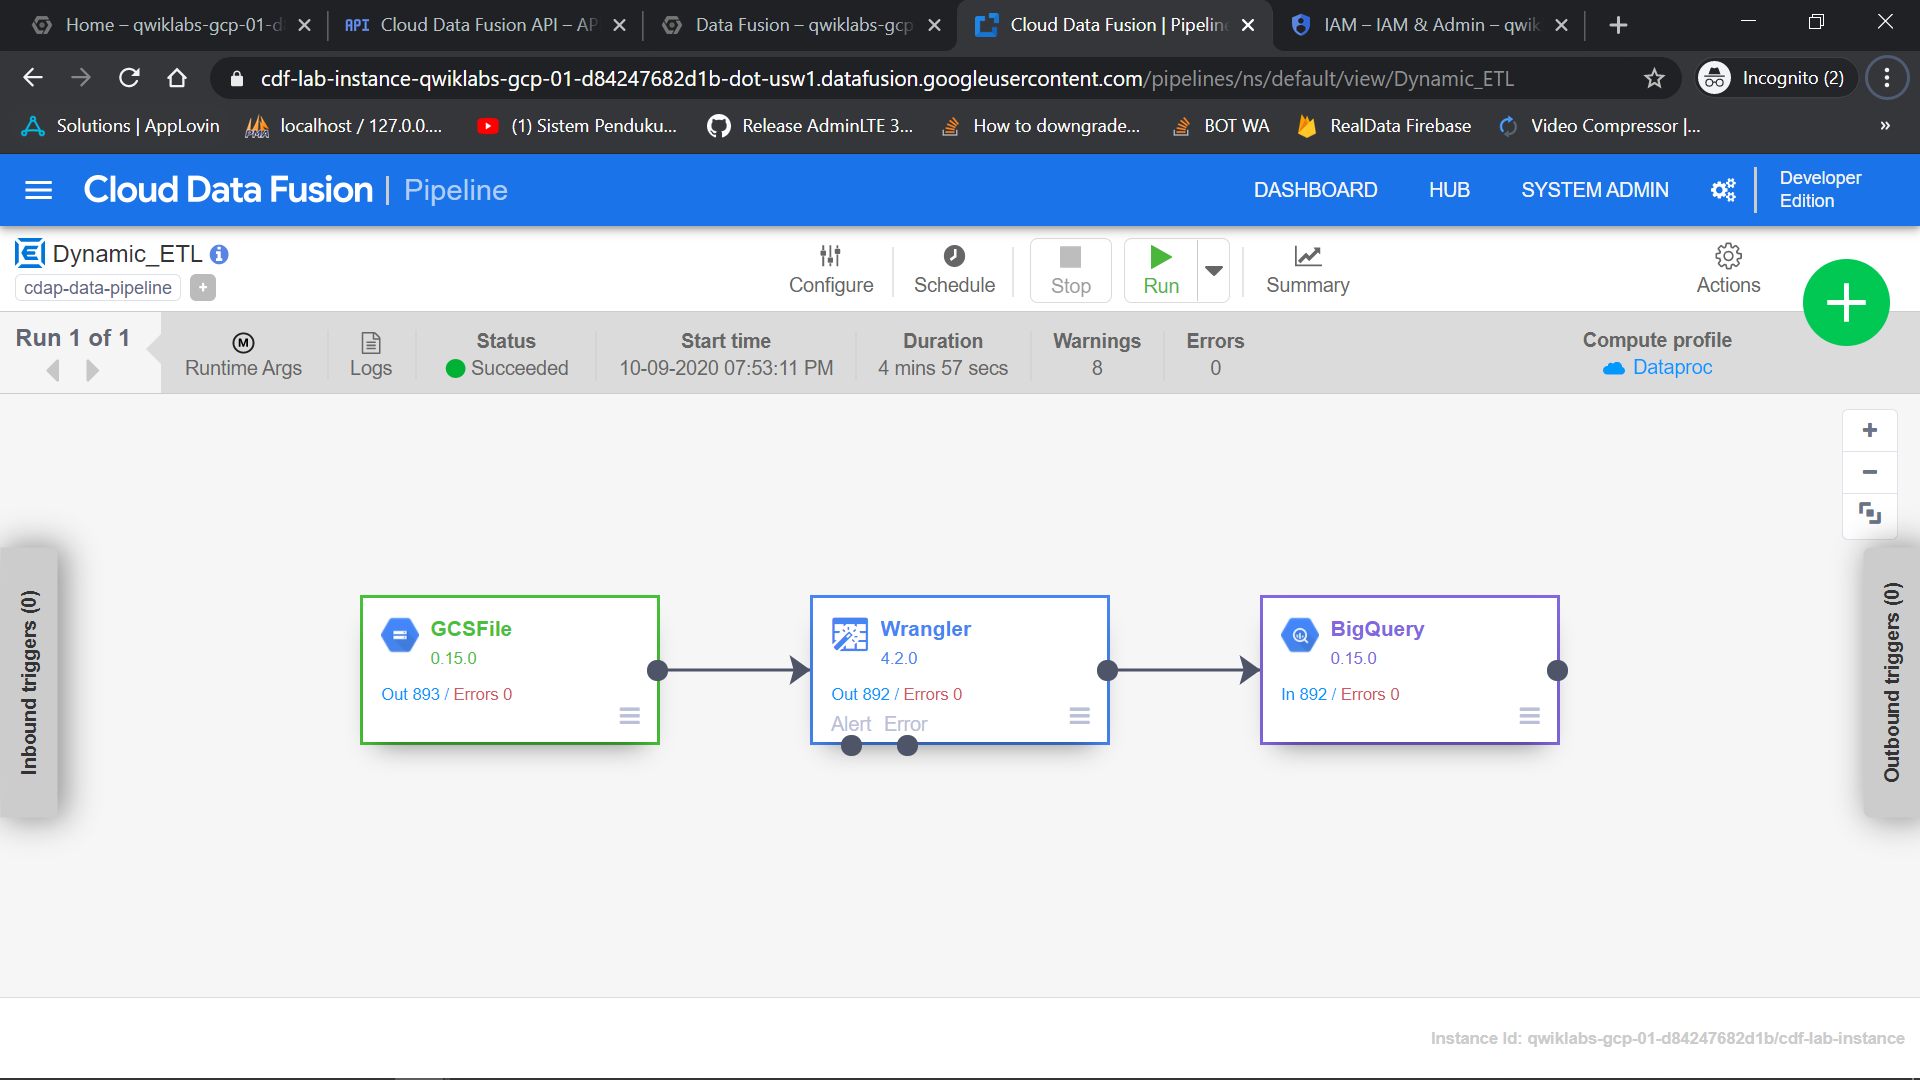 Home – qwiklabs-gcp-01-d
Cloud Data Fusion API – AP
Data Fusion – qwiklabs-gcp
Cloud Data Fusion | Pipeline
IAM – IAM & Admin – qwik
cdf-lab-instance-qwiklabs-gcp-01-d84247682d1b-dot-usw1.datafusion.googleusercontent.com/pipelines/ns/default/view/Dynamic_ETL
Incognito (2)
Solutions | AppLovin
localhost / 127.0.0....
(1) Sistem Penduku...
Release AdminLTE 3...
How to downgrade...
BOT WA
RealData Firebase
Video Compressor |...
»
Cloud Data Fusion | Pipeline
DASHBOARD
HUB
SYSTEM ADMIN
Developer
Edition
Dynamic_ETL
cdap-data-pipeline
+
Configure
Schedule
Stop
Run
Summary
Actions
Run 1 of 1
Runtime Args
Logs
Status
Succeeded
Start time
10-09-2020 07:53:11 PM
Duration
4 mins 57 secs
Warnings
8
Errors
0
Compute profile
Dataproc
Inbound triggers (0)
GCSFile
0.15.0
Out 893 / Errors 0
Wrangler
4.2.0
Out 892 / Errors 0
Alert Error
BigQuery
0.15.0
In 892 / Errors 0
Outbound triggers (0)
Instance Id: qwiklabs-gcp-01-d84247682d1b/cdf-lab-instance